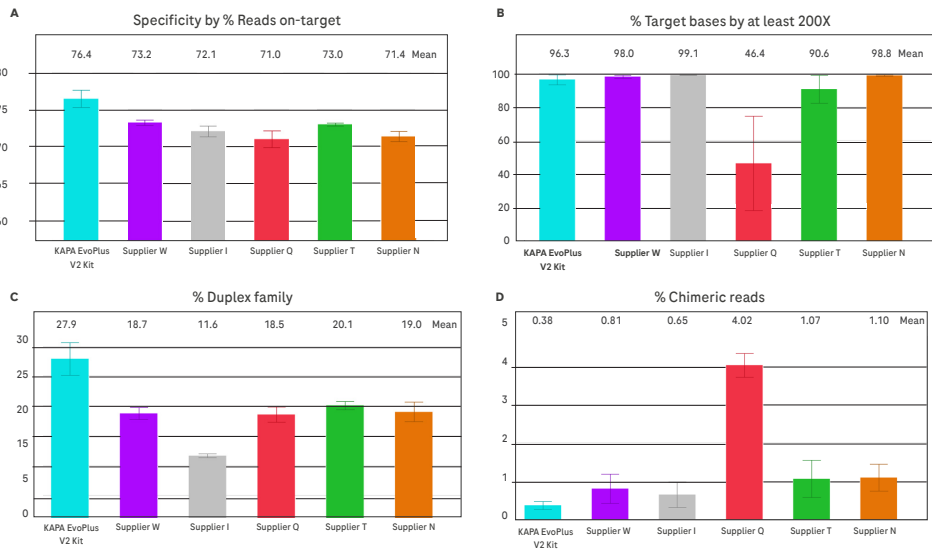 A
Specificity by % Reads on-target
76.4 73.2 72.1 71.0 73.0 71.4 Mean
80
75
70
65
60
KAPA EvoPlus Supplier W Supplier I Supplier Q Supplier T Supplier N
V2 Kit
B
% Target bases by at least 200X
96.3 98.0 99.1 46.4 90.6 98.8 Mean
100
80
60
40
20
0
KAPA EvoPlus Supplier W Supplier I Supplier Q Supplier T Supplier N
V2 Kit
C
% Duplex family
27.9 18.7 11.6 18.5 20.1 19.0 Mean
30
25
20
15
5
0
KAPA EvoPlus Supplier W Supplier I Supplier Q Supplier T Supplier N
V2 Kit
D
% Chimeric reads
0.38 0.81 0.65 4.02 1.07 1.10 Mean
5
4
3
2
1
0
KAPA EvoPlus Supplier W Supplier I Supplier Q Supplier T Supplier N
V2 Kit